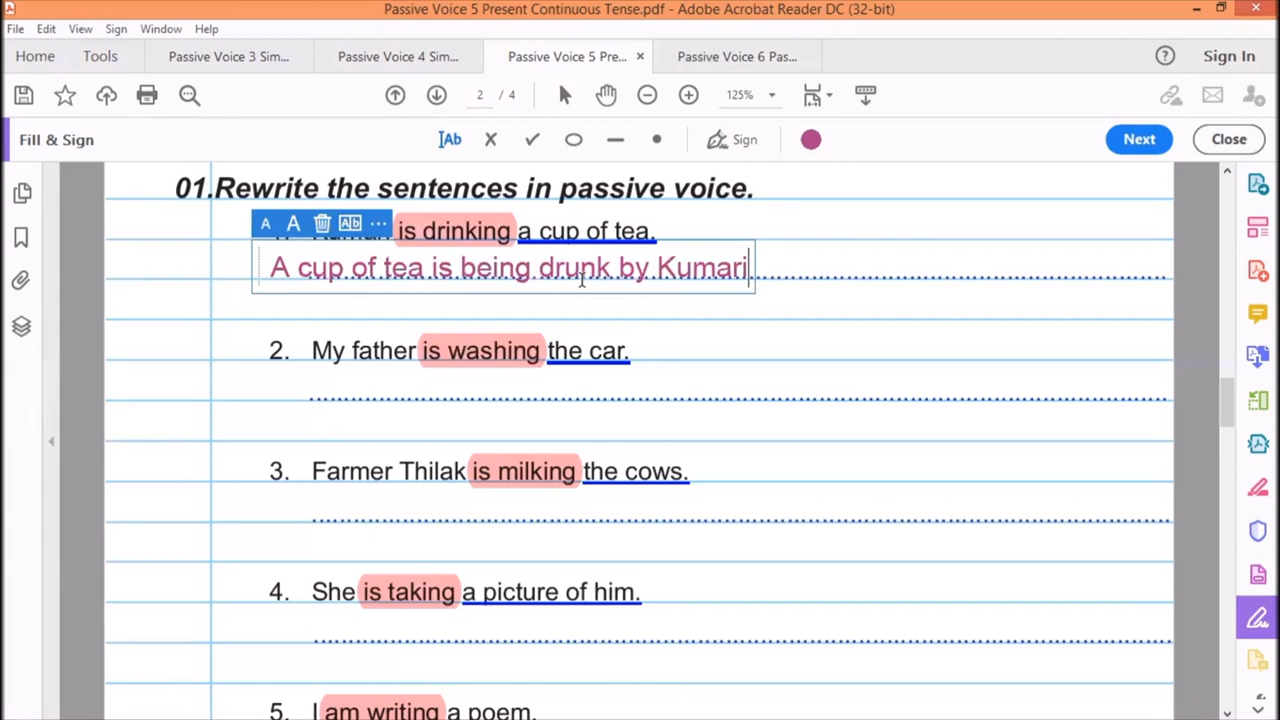 Passive Voice 5 Present Continuous Tense.pdf - Adobe Acrobat Reader DC (32-bit)
File Edit View Sign Window Help
Home Tools Passive Voice 3 Sim... Passive Voice 4 Sim... Passive Voice 5 Pre... × Passive Voice 6 Pas... Sign In
2 / 4 125%
Fill & Sign Ab Sign Next Close
01.Rewrite the sentences in passive voice.
A A Ab ... is drinking a cup of tea.
A cup of tea is being drunk by Kumari
2. My father is washing the car.
3. Farmer Thilak is milking the cows.
4. She is taking a picture of him.
5. I am writing a poem.